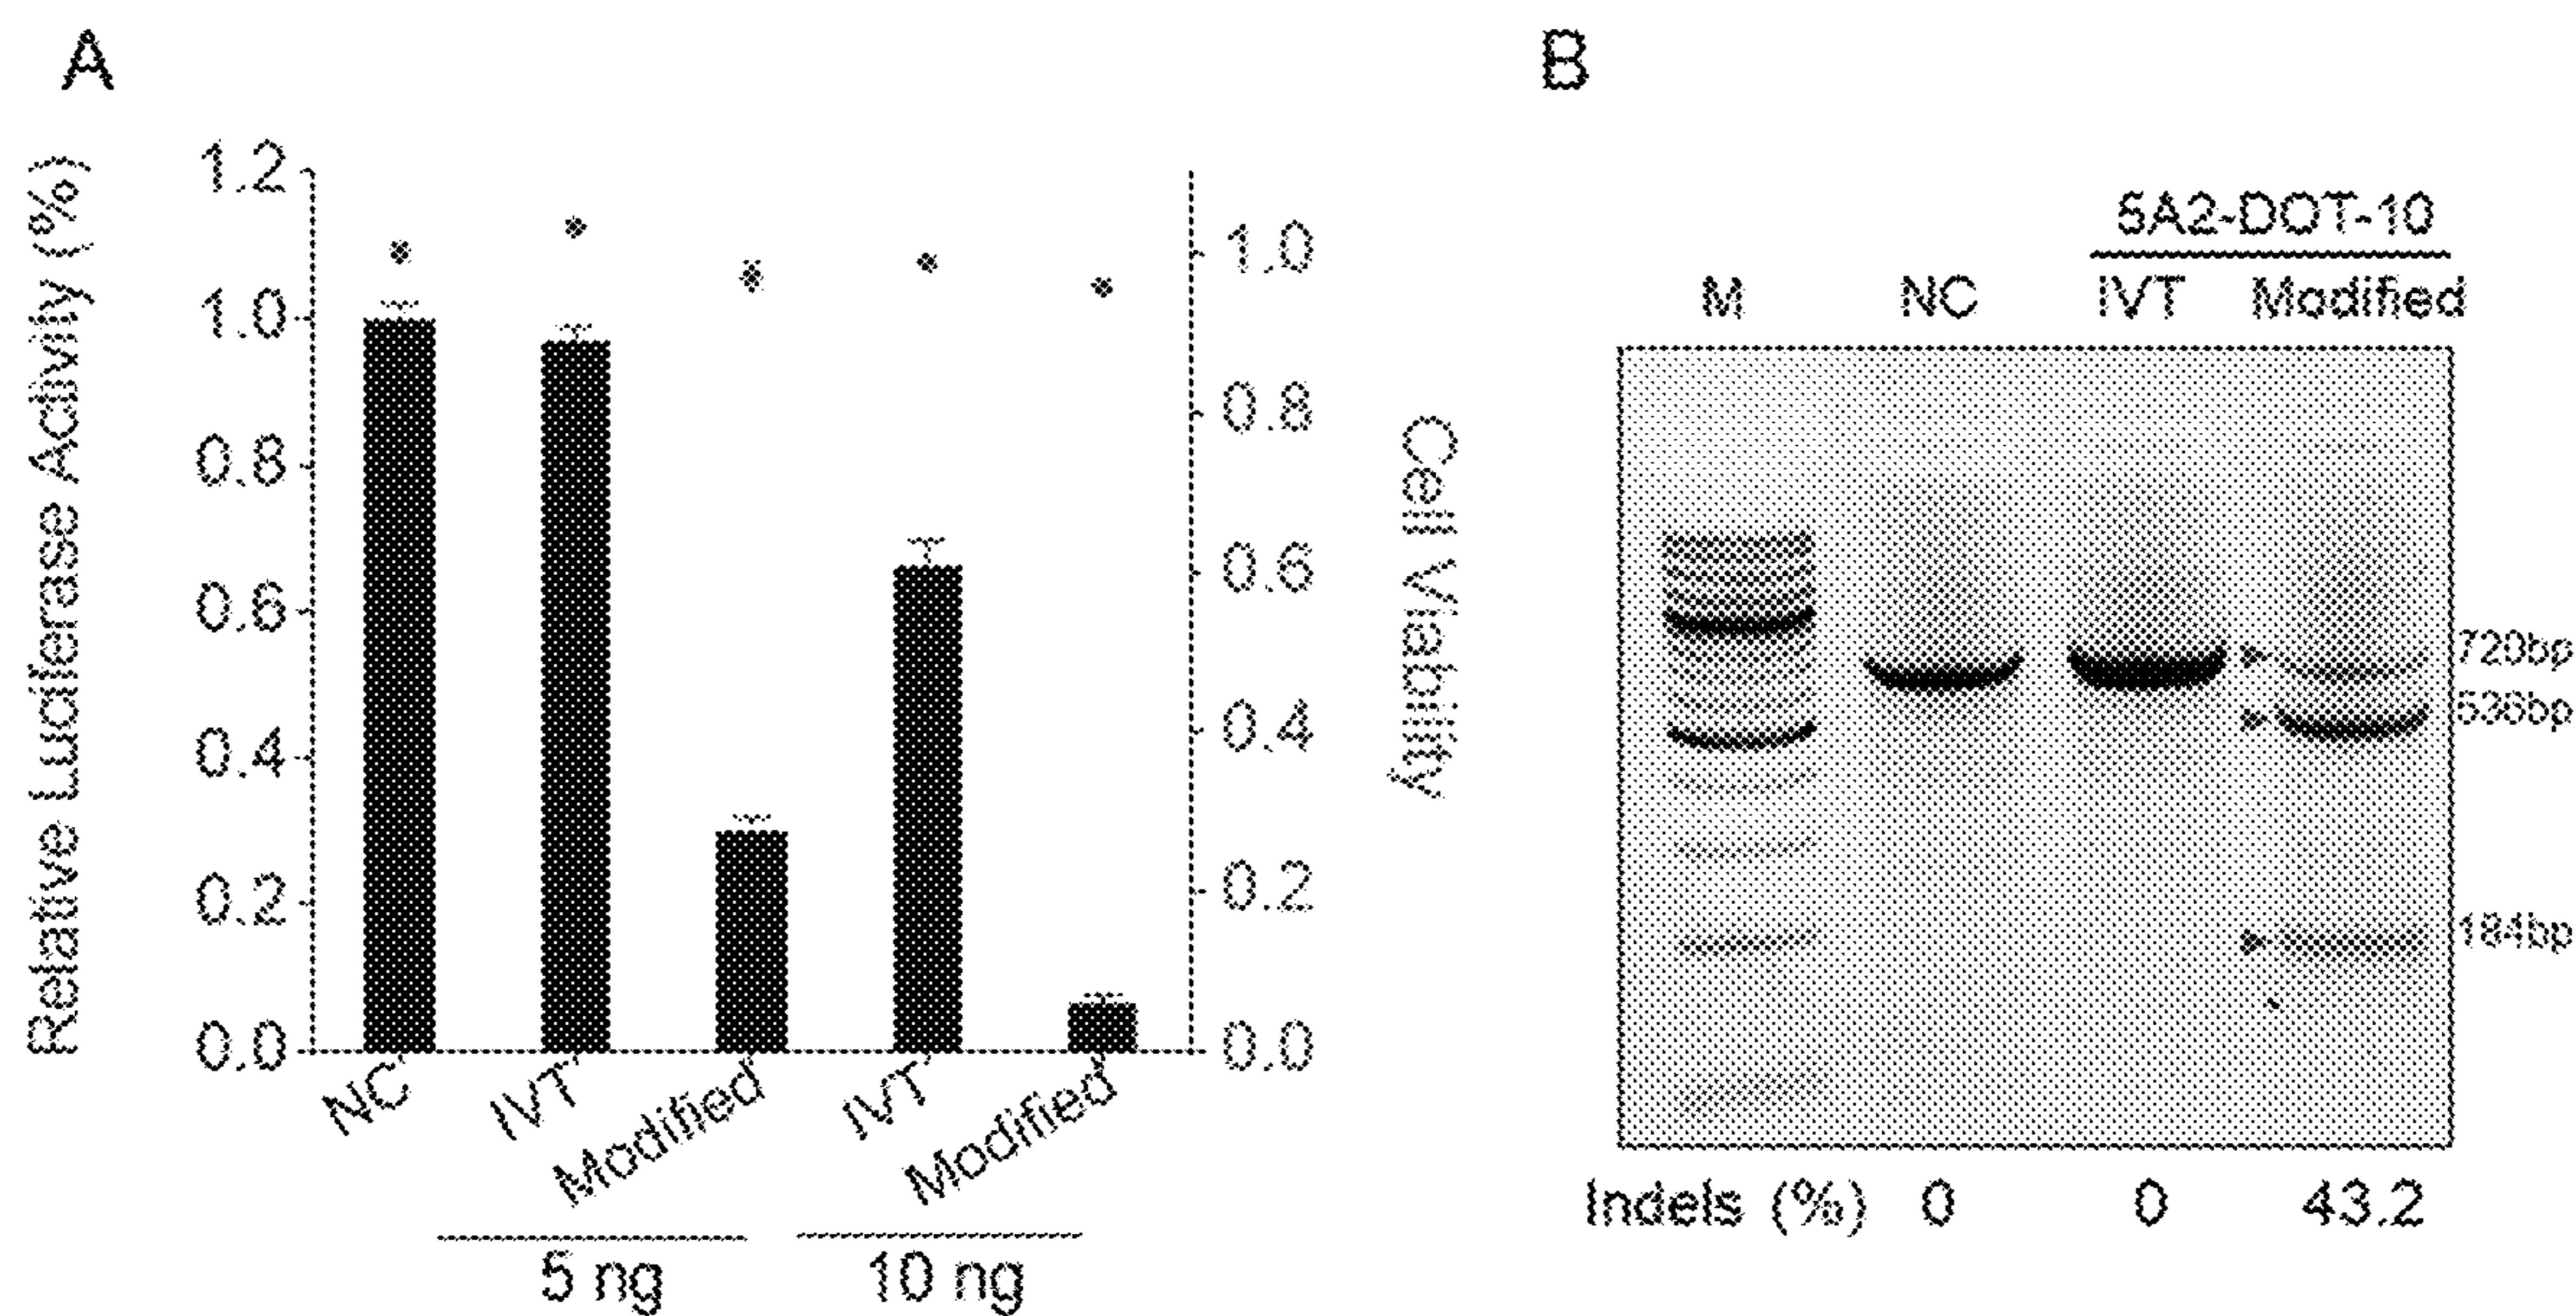 A
Relative Luciferase Activity (%)
1.2
1.0
0.8
0.6
0.4
0.2
0.0
1.0
0.8
0.6
0.4
0.2
0.0
Cell Viability
NC
IVT
Modified
IVT
Modified
5 ng
10 ng
B
5A2-DOT-10
M NC IVT Modified
720bp
536bp
184bp
Indels (%) 0 0 43.2